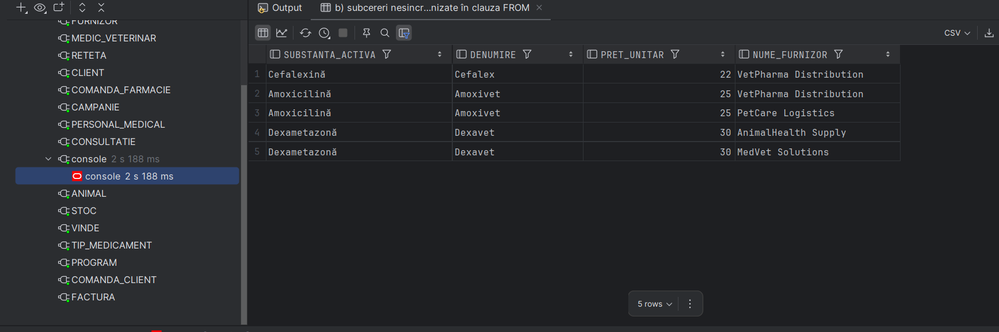 Output
b) subcereri nesincr...nizate în clauza FROM
CSV
FURNIZOR
MEDIC_VETERINAR
RETETA
CLIENT
COMANDA_FARMACIE
CAMPANIE
PERSONAL_MEDICAL
CONSULTATIE
console 2 s 188 ms
console 2 s 188 ms
ANIMAL
STOC
VINDE
TIP_MEDICAMENT
PROGRAM
COMANDA_CLIENT
FACTURA
SUBSTANTA_ACTIVA DENUMIRE PRET_UNITAR NUME_FURNIZOR
1 Cefalexină Cefalex 22 VetPharma Distribution
2 Amoxicilină Amoxivet 25 VetPharma Distribution
3 Amoxicilină Amoxivet 25 PetCare Logistics
4 Dexametazonă Dexavet 30 AnimalHealth Supply
5 Dexametazonă Dexavet 30 MedVet Solutions
5 rows